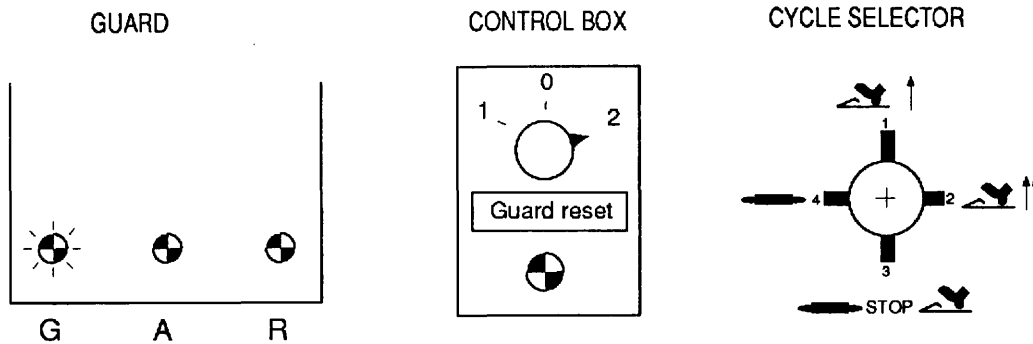 GUARD
CONTROL BOX
CYCLE SELECTOR
0
1
2
Guard reset
1
4
2
3
STOP
G A R